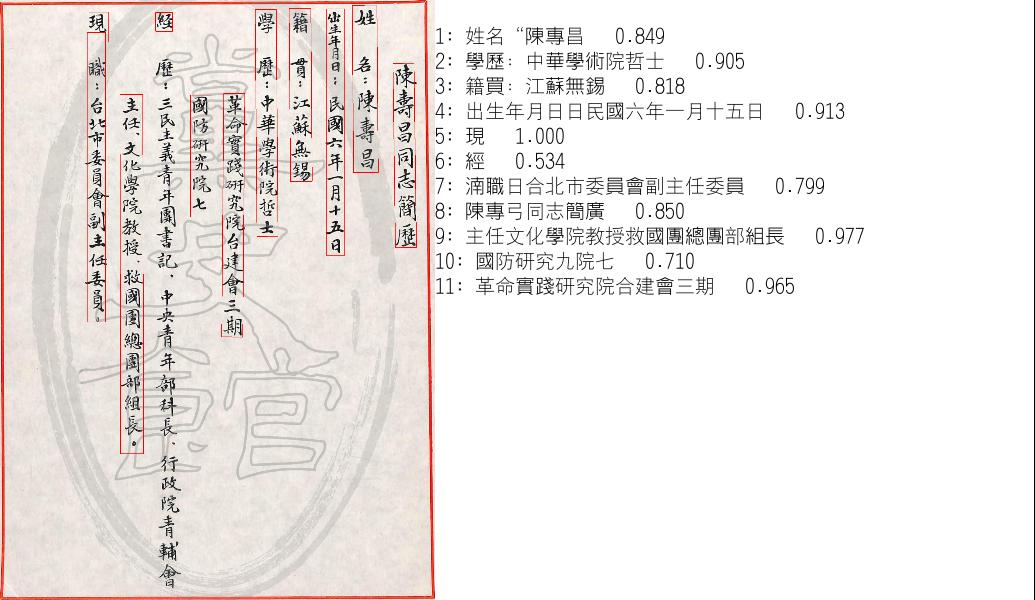 陳壽昌同志簡歷
姓 名：陳壽昌
出生年月日：民國六年一月十五日
籍 貫：江蘇無錫
學 歷：中華學術院哲士
革命實踐研究院台建會三期
國防研究院七
經 歷：三民主義青年團書記、中央青年部科長、行政院青輔會
主任、文化學院教授、救國團總團部組長。
現 職：台北市委員會副主任委員。
1: 姓名“陳專昌 0.849
2: 學歷: 中華學術院哲士 0.905
3: 籍買: 江蘇無錫 0.818
4: 出生年月日日民國六年一月十五日 0.913
5: 現 1.000
6: 經 0.534
7: 湳職日合北市委員會副主任委員 0.799
8: 陳專弓同志簡廣 0.850
9: 主任文化學院教授救國團總團部組長 0.977
10: 國防研究九院七 0.710
11: 革命實踐研究院合建會三期 0.965